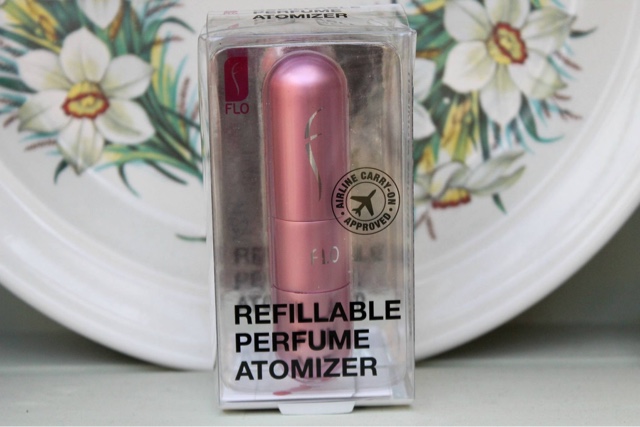 PERFUME
ATOMIZER
FLO
AIRLINE CARRY-ON
APPROVED
FLO
REFILLABLE
PERFUME
ATOMIZER